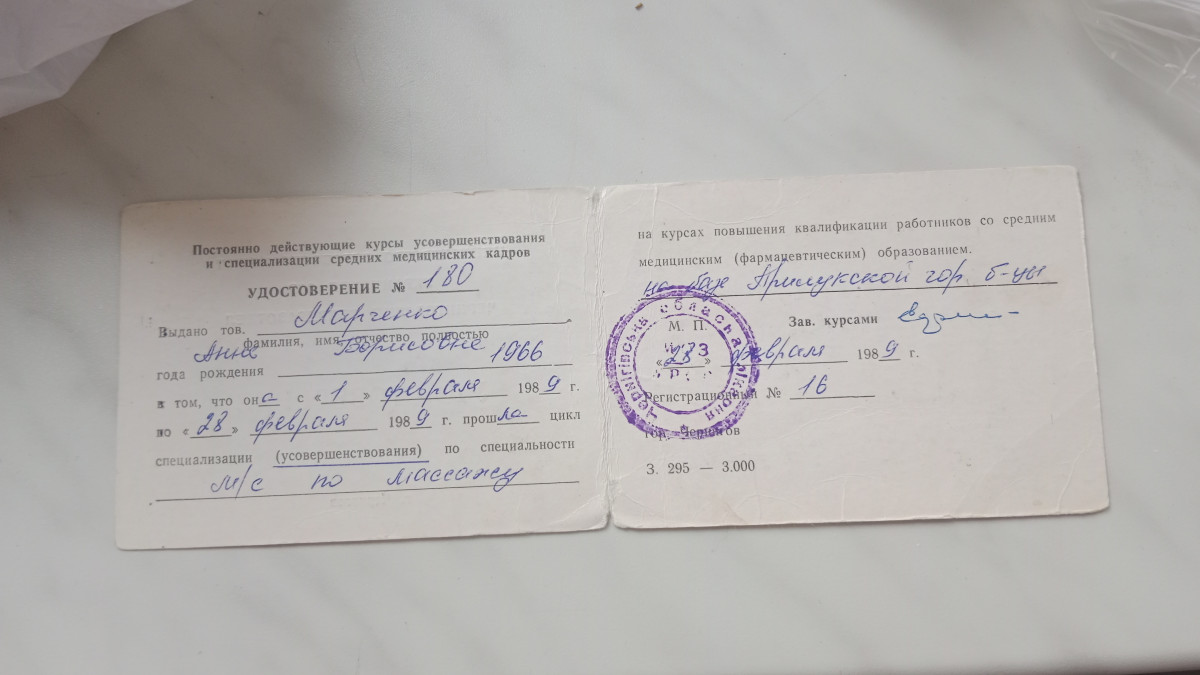 Постоянно действующие курсы усовершенствования
и специализации средних медицинских кадров
УДОСТОВЕРЕНИЕ № 180
Выдано тов. Марченко
фамилия, имя, отчество полностью
Анне Борисовне 1966
года рождения
в том, что она с «1» февраля 1989 г.
по «28» февраля 1989 г. прошла цикл
специализации (усовершенствования) по специальности
м/с по массажу
на курсах повышения квалификации работников со средним
медицинским (фармацевтическим) образованием.
на базе Прилукской гор. б-цы
М. П.
Зав. курсами
«28» февраля 1989 г.
Регистрационный № 16
гор. Чернигов
З. 295 — 3.000
Чернігівська обласна лікарня